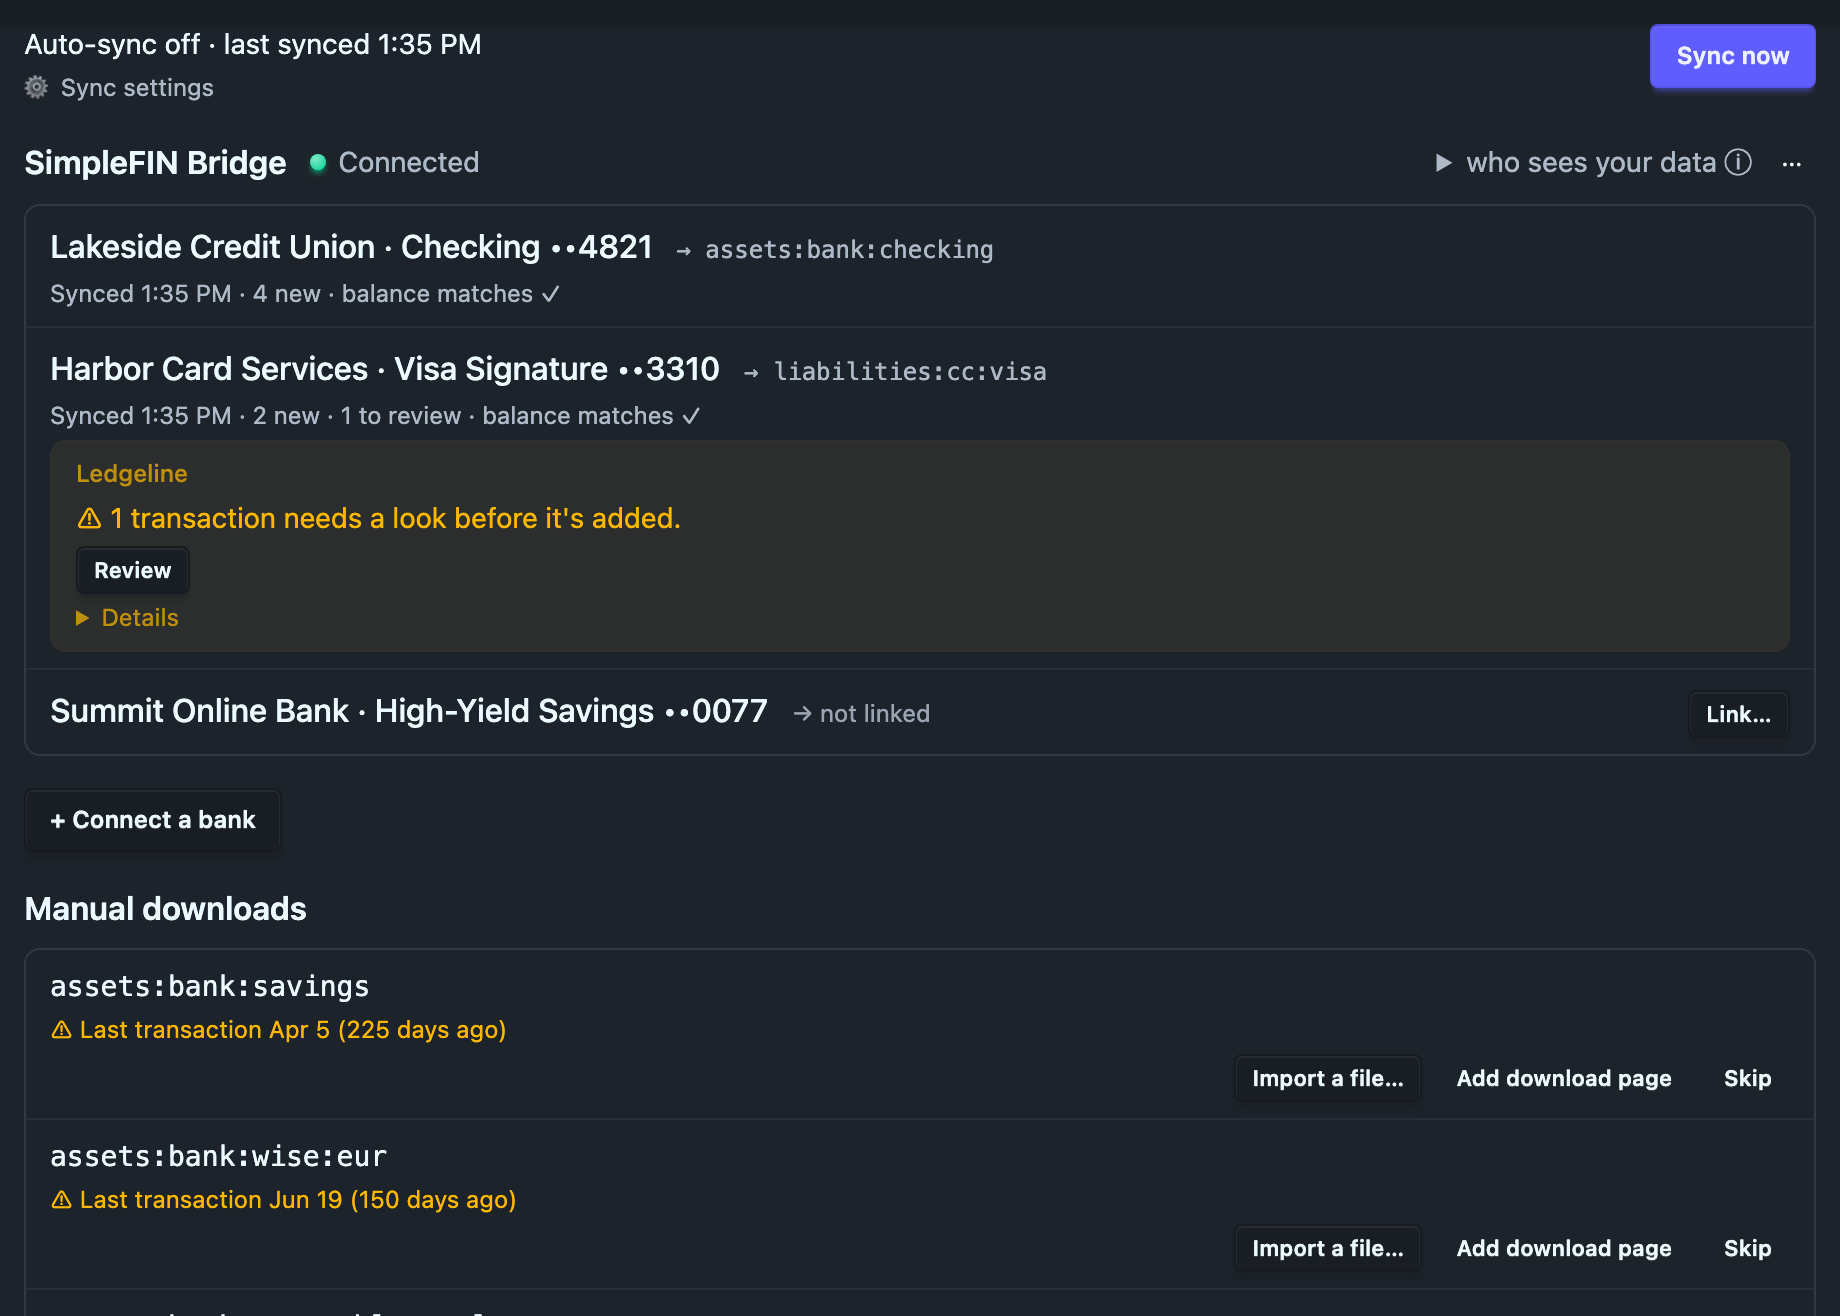 Auto-sync off · last synced 1:35 PM
Sync now
Sync settings
SimpleFIN Bridge Connected
▶ who sees your data ⓘ ...
Lakeside Credit Union · Checking ••4821 → assets:bank:checking
Synced 1:35 PM · 4 new · balance matches ✓
Harbor Card Services · Visa Signature ••3310 → liabilities:cc:visa
Synced 1:35 PM · 2 new · 1 to review · balance matches ✓
Ledgeline
⚠ 1 transaction needs a look before it's added.
Review
▶ Details
Summit Online Bank · High-Yield Savings ••0077 → not linked
Link...
+ Connect a bank
Manual downloads
assets:bank:savings
⚠ Last transaction Apr 5 (225 days ago)
Import a file... Add download page Skip
assets:bank:wise:eur
⚠ Last transaction Jun 19 (150 days ago)
Import a file... Add download page Skip